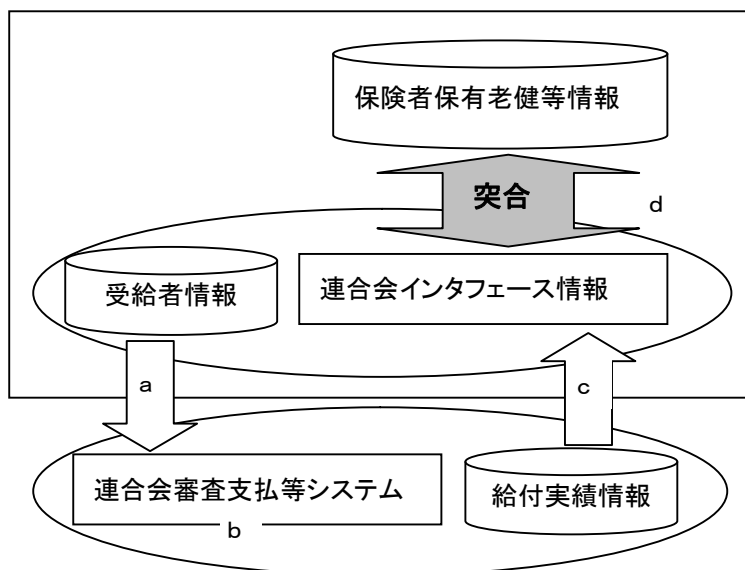 保険者保有老健等情報
突合
d
受給者情報
連合会インタフェース情報
a
c
連合会審査支払等システム
給付実績情報
b